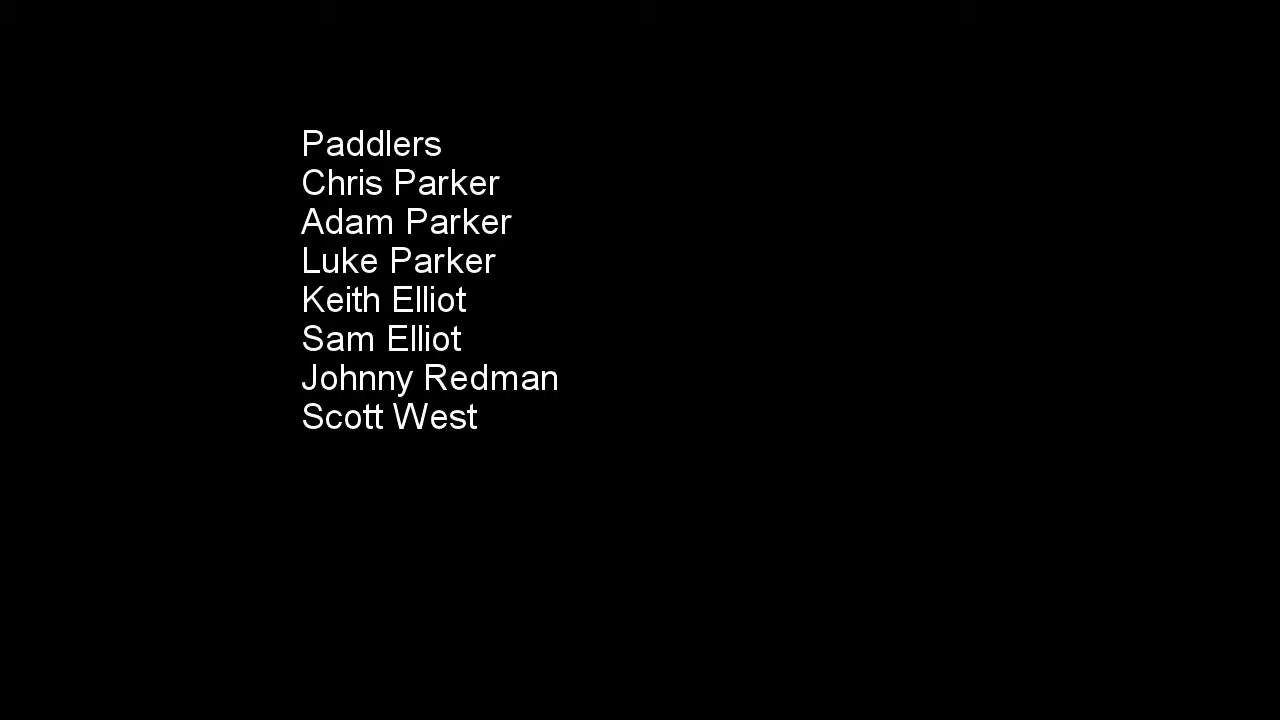 Paddlers
Chris Parker
Adam Parker
Luke Parker
Keith Elliot
Sam Elliot
Johnny Redman
Scott West